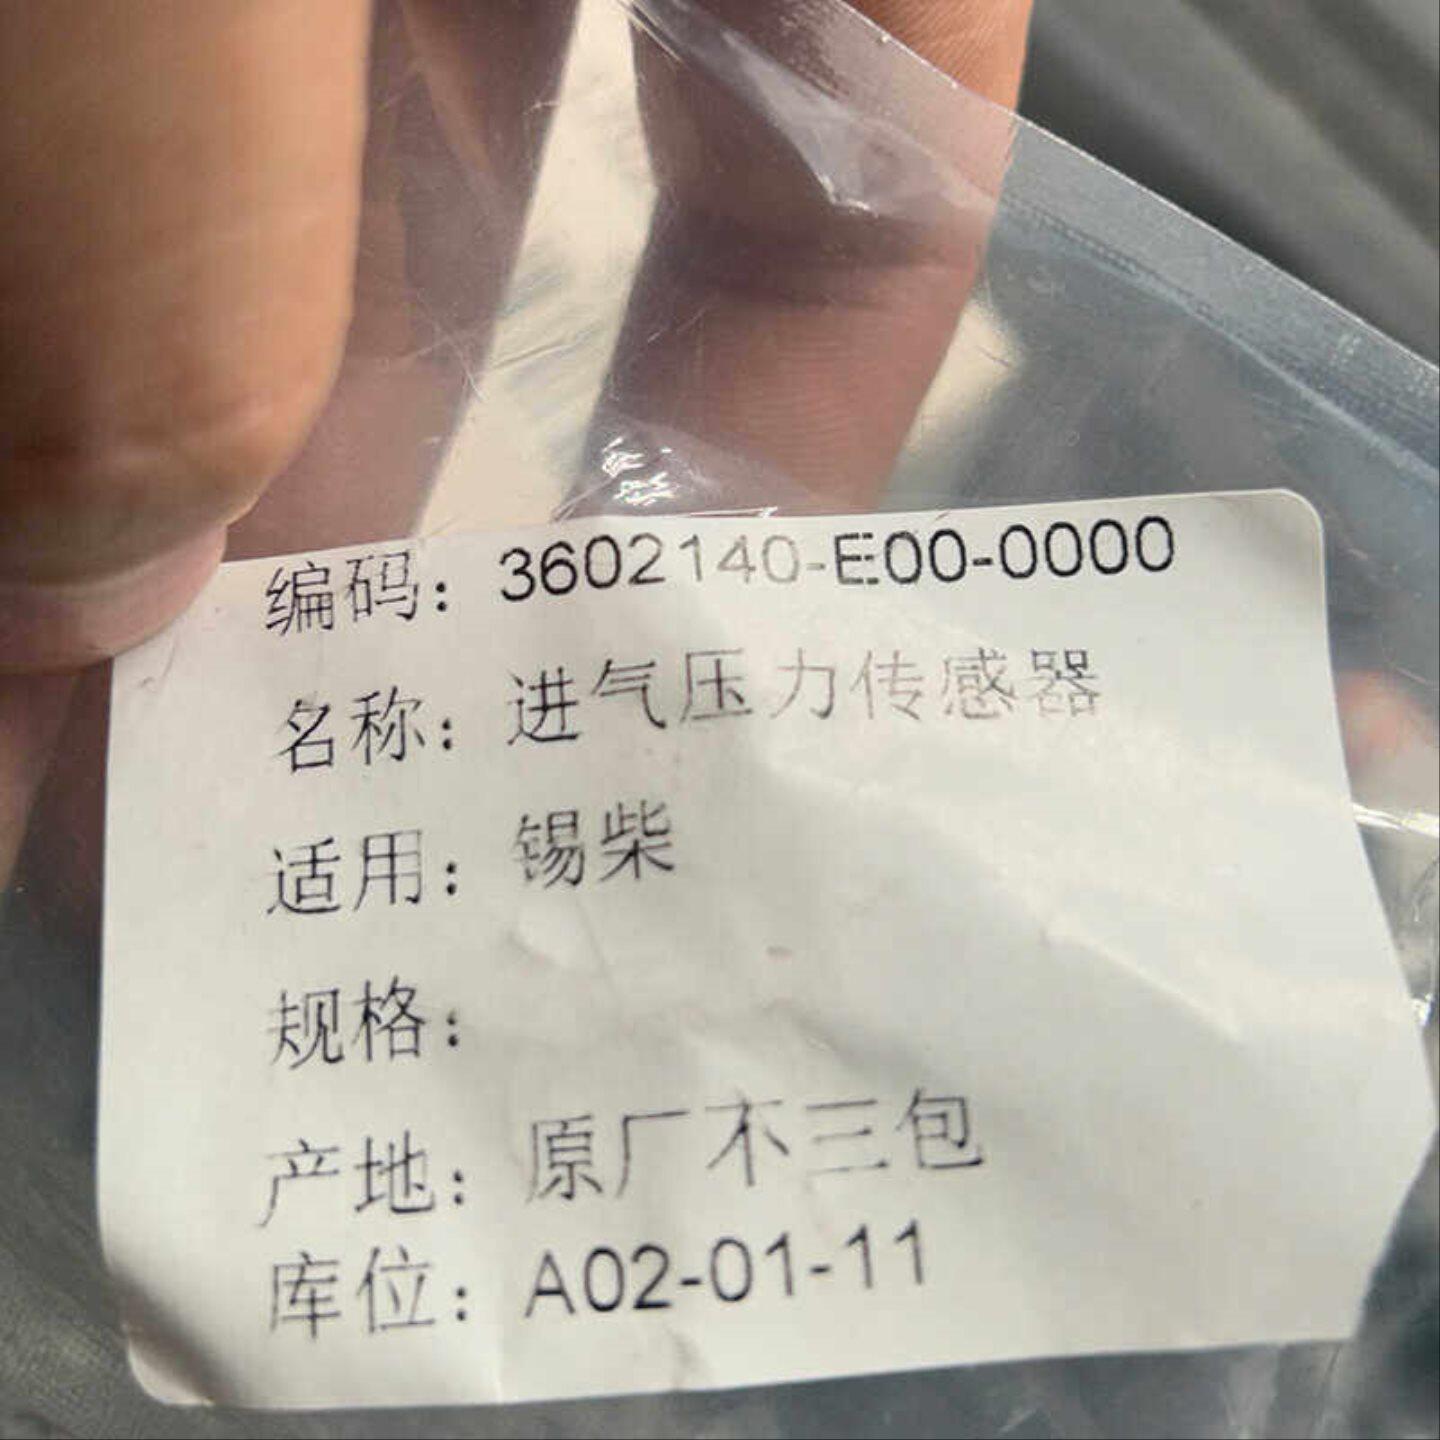 编码：3602140-E00-0000
名称：进气压力传感器
适用：锡柴
规格：
产地：原厂不三包
库位：A02-01-11